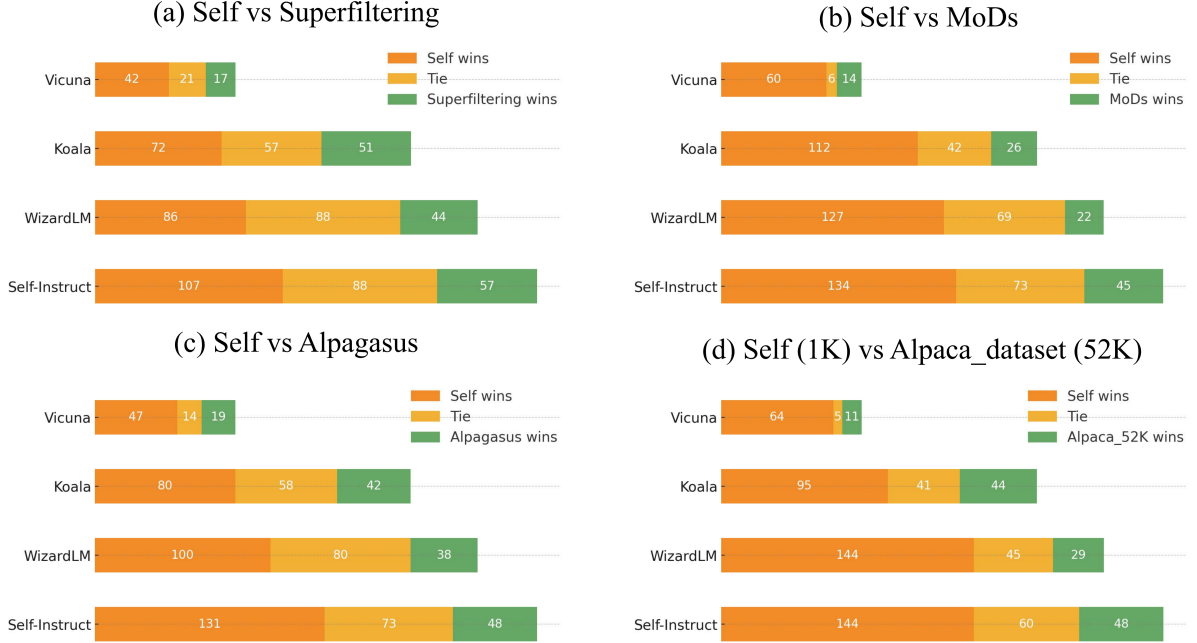 (a) Self vs Superfiltering
Self wins
Tie
Superfiltering wins
Vicuna 42 21 17
Koala 72 57 51
WizardLM 86 88 44
Self-Instruct 107 88 57
(b) Self vs MoDs
Self wins
Tie
MoDs wins
Vicuna 60 6 14
Koala 112 42 26
WizardLM 127 69 22
Self-Instruct 134 73 45
(c) Self vs Alpagasus
Self wins
Tie
Alpagasus wins
Vicuna 47 14 19
Koala 80 58 42
WizardLM 100 80 38
Self-Instruct 131 73 48
(d) Self (1K) vs Alpaca_dataset (52K)
Self wins
Tie
Alpaca_52K wins
Vicuna 64 5 11
Koala 95 41 44
WizardLM 144 45 29
Self-Instruct 144 60 48